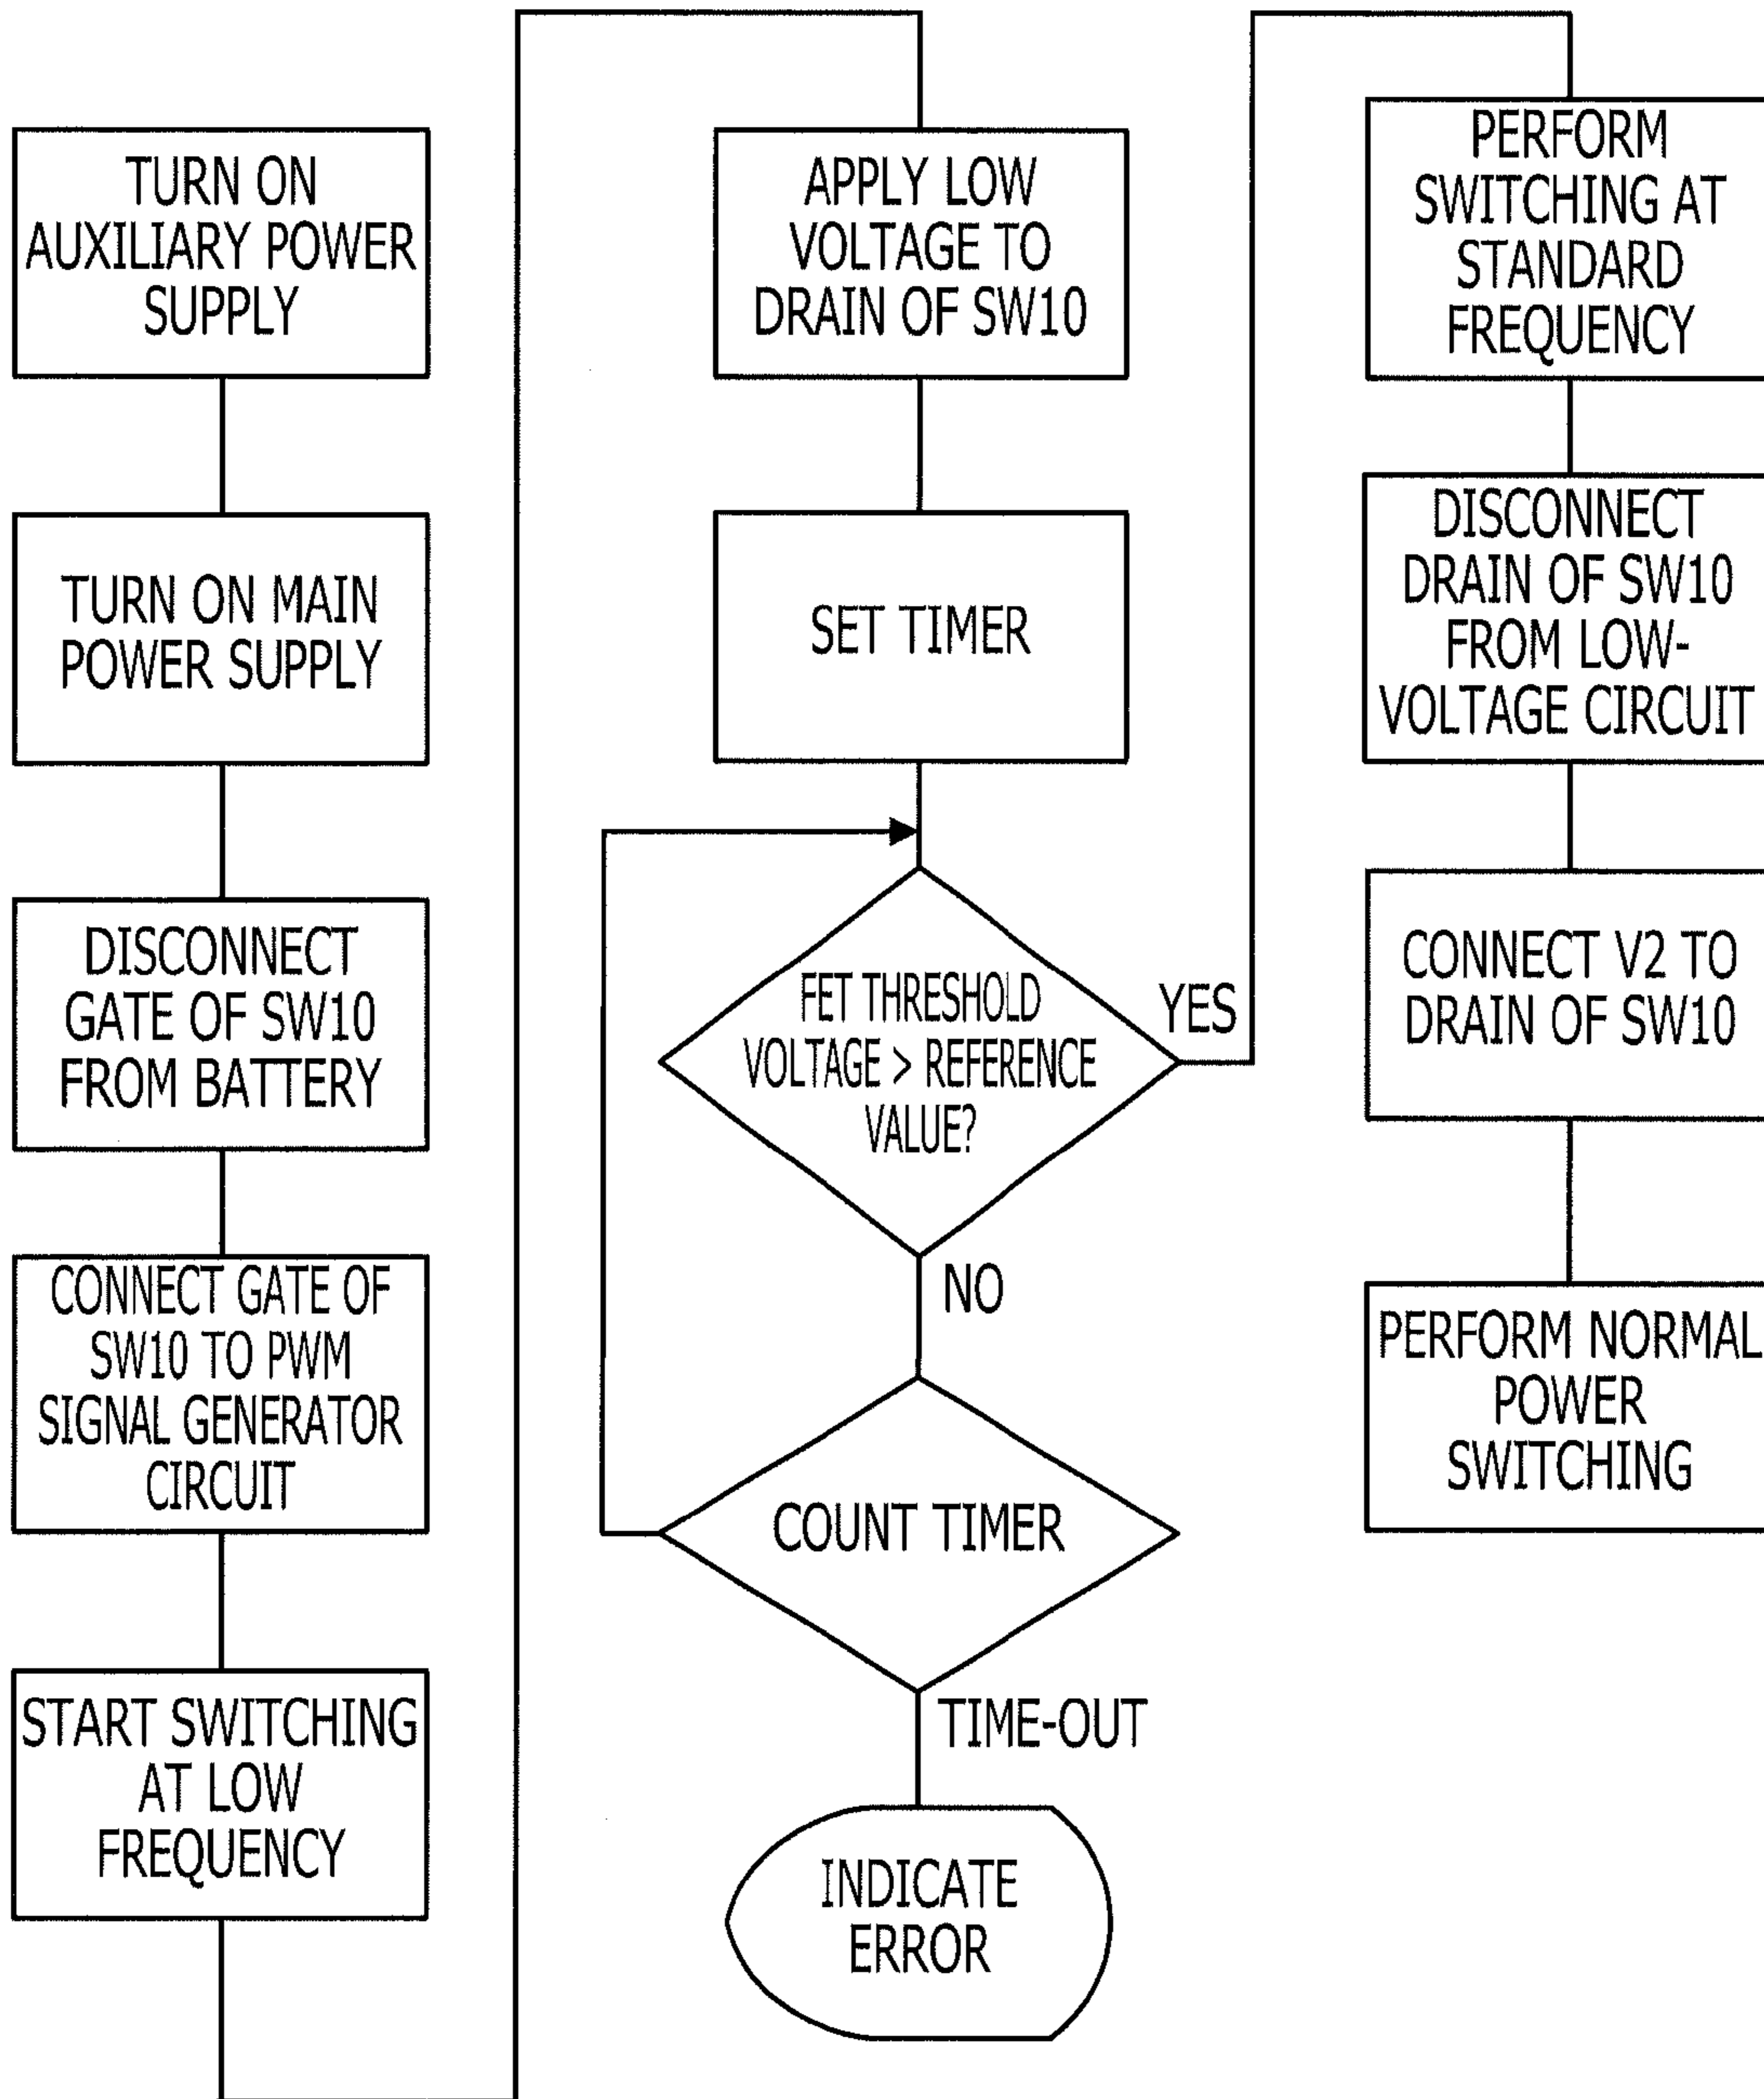 TURN ON
AUXILIARY POWER
SUPPLY
TURN ON MAIN
POWER SUPPLY
DISCONNECT
GATE OF SW10
FROM BATTERY
CONNECT GATE OF
SW10 TO PWM
SIGNAL GENERATOR
CIRCUIT
START SWITCHING
AT LOW
FREQUENCY
APPLY LOW
VOLTAGE TO
DRAIN OF SW10
SET TIMER
FET THRESHOLD
VOLTAGE > REFERENCE
VALUE?
YES
NO
COUNT TIMER
TIME-OUT
INDICATE
ERROR
PERFORM
SWITCHING AT
STANDARD
FREQUENCY
DISCONNECT
DRAIN OF SW10
FROM LOW-
VOLTAGE CIRCUIT
CONNECT V2 TO
DRAIN OF SW10
PERFORM NORMAL
POWER
SWITCHING